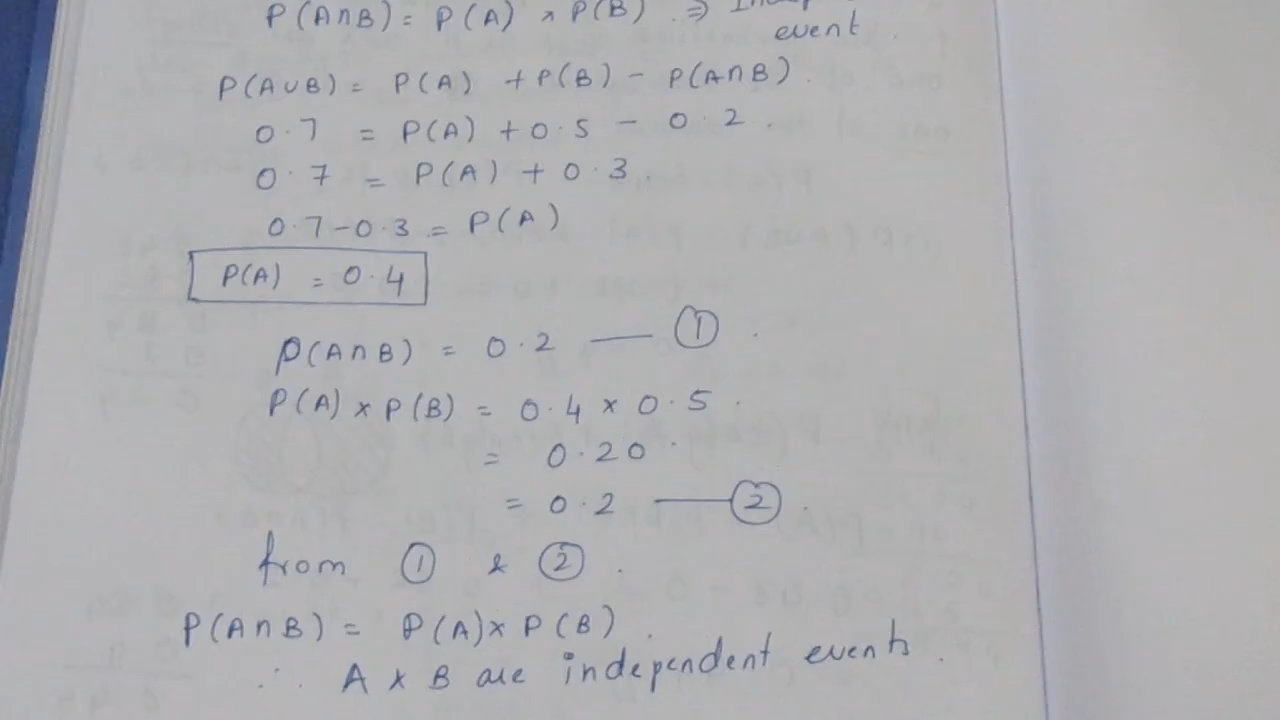 P(A∩B) = P(A) × P(B) ⇒
event.
P(A∪B) = P(A) + P(B) - P(A∩B).
0.7 = P(A) + 0.5 - 0.2.
0.7 = P(A) + 0.3.
0.7-0.3 = P(A)
P(A) = 0.4
P(A∩B) = 0.2 — ①
P(A) × P(B) = 0.4 × 0.5.
= 0.20.
= 0.2 — ②.
from ① & ②.
P(A∩B) = P(A)× P(B).
∴ A & B are independent events.